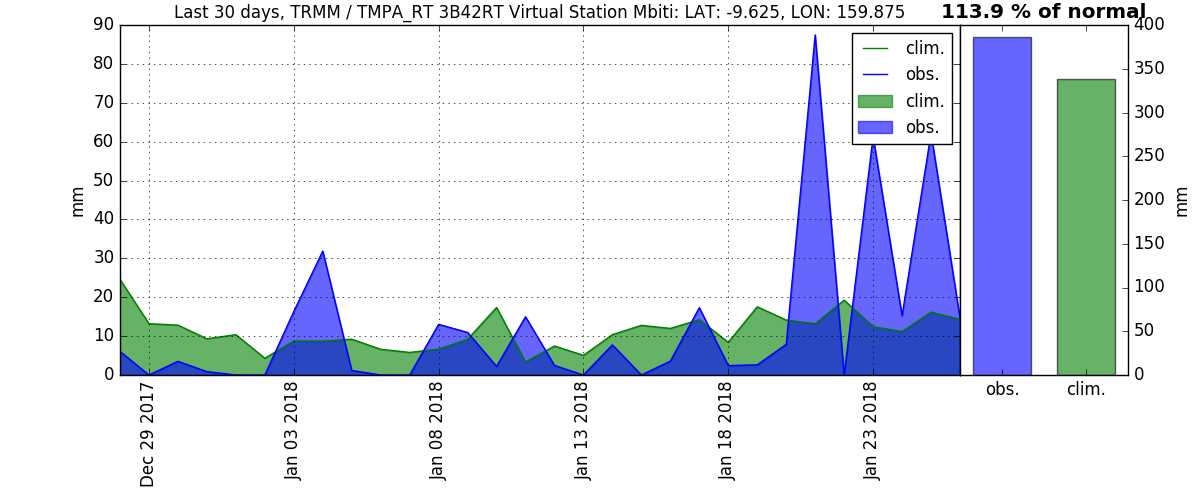 Last 30 days, TRMM / TMPA_RT 3B42RT Virtual Station Mbiti: LAT: -9.625, LON: 159.875
113.9 % of normal
90
80
70
60
50
40
30
20
10
0
mm
clim.
obs.
clim.
obs.
Dec 29 2017
Jan 03 2018
Jan 08 2018
Jan 13 2018
Jan 18 2018
Jan 23 2018
400
350
300
250
200
150
100
50
0
mm
obs.
clim.